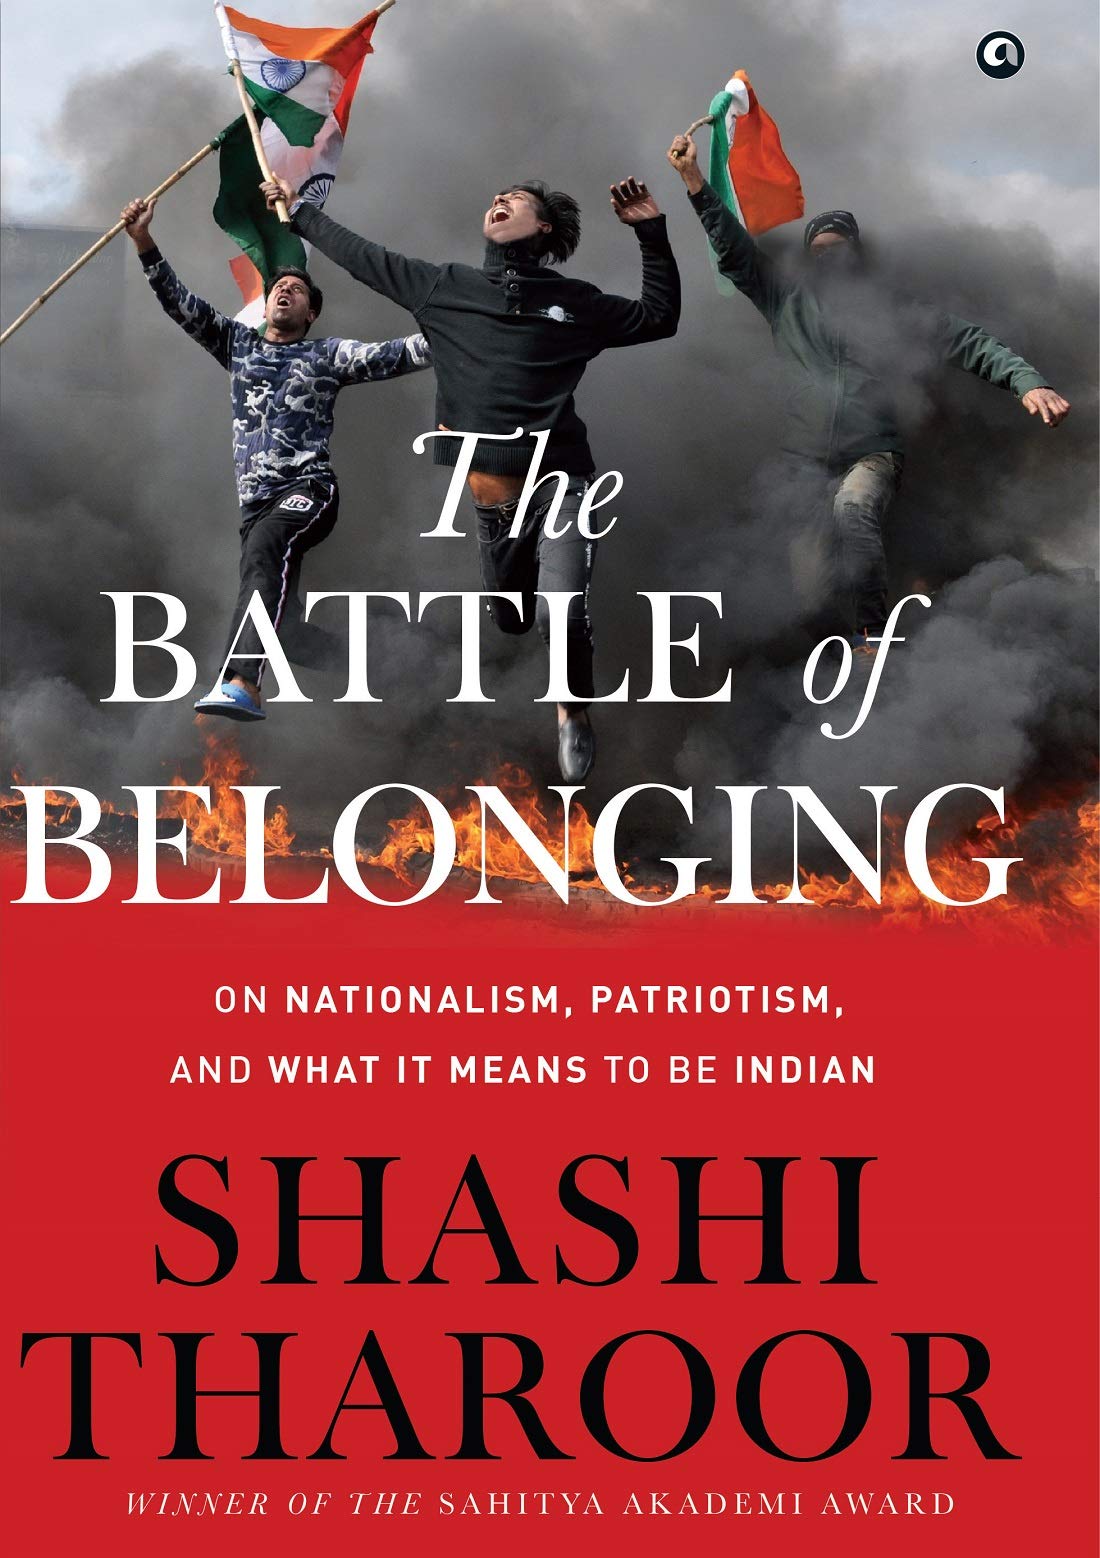 The
BATTLE of
BELONGING
ON NATIONALISM, PATRIOTISM,
AND WHAT IT MEANS TO BE INDIAN
SHASHI
THAROOR
WINNER OF THE SAHITYA AKADEMI AWARD